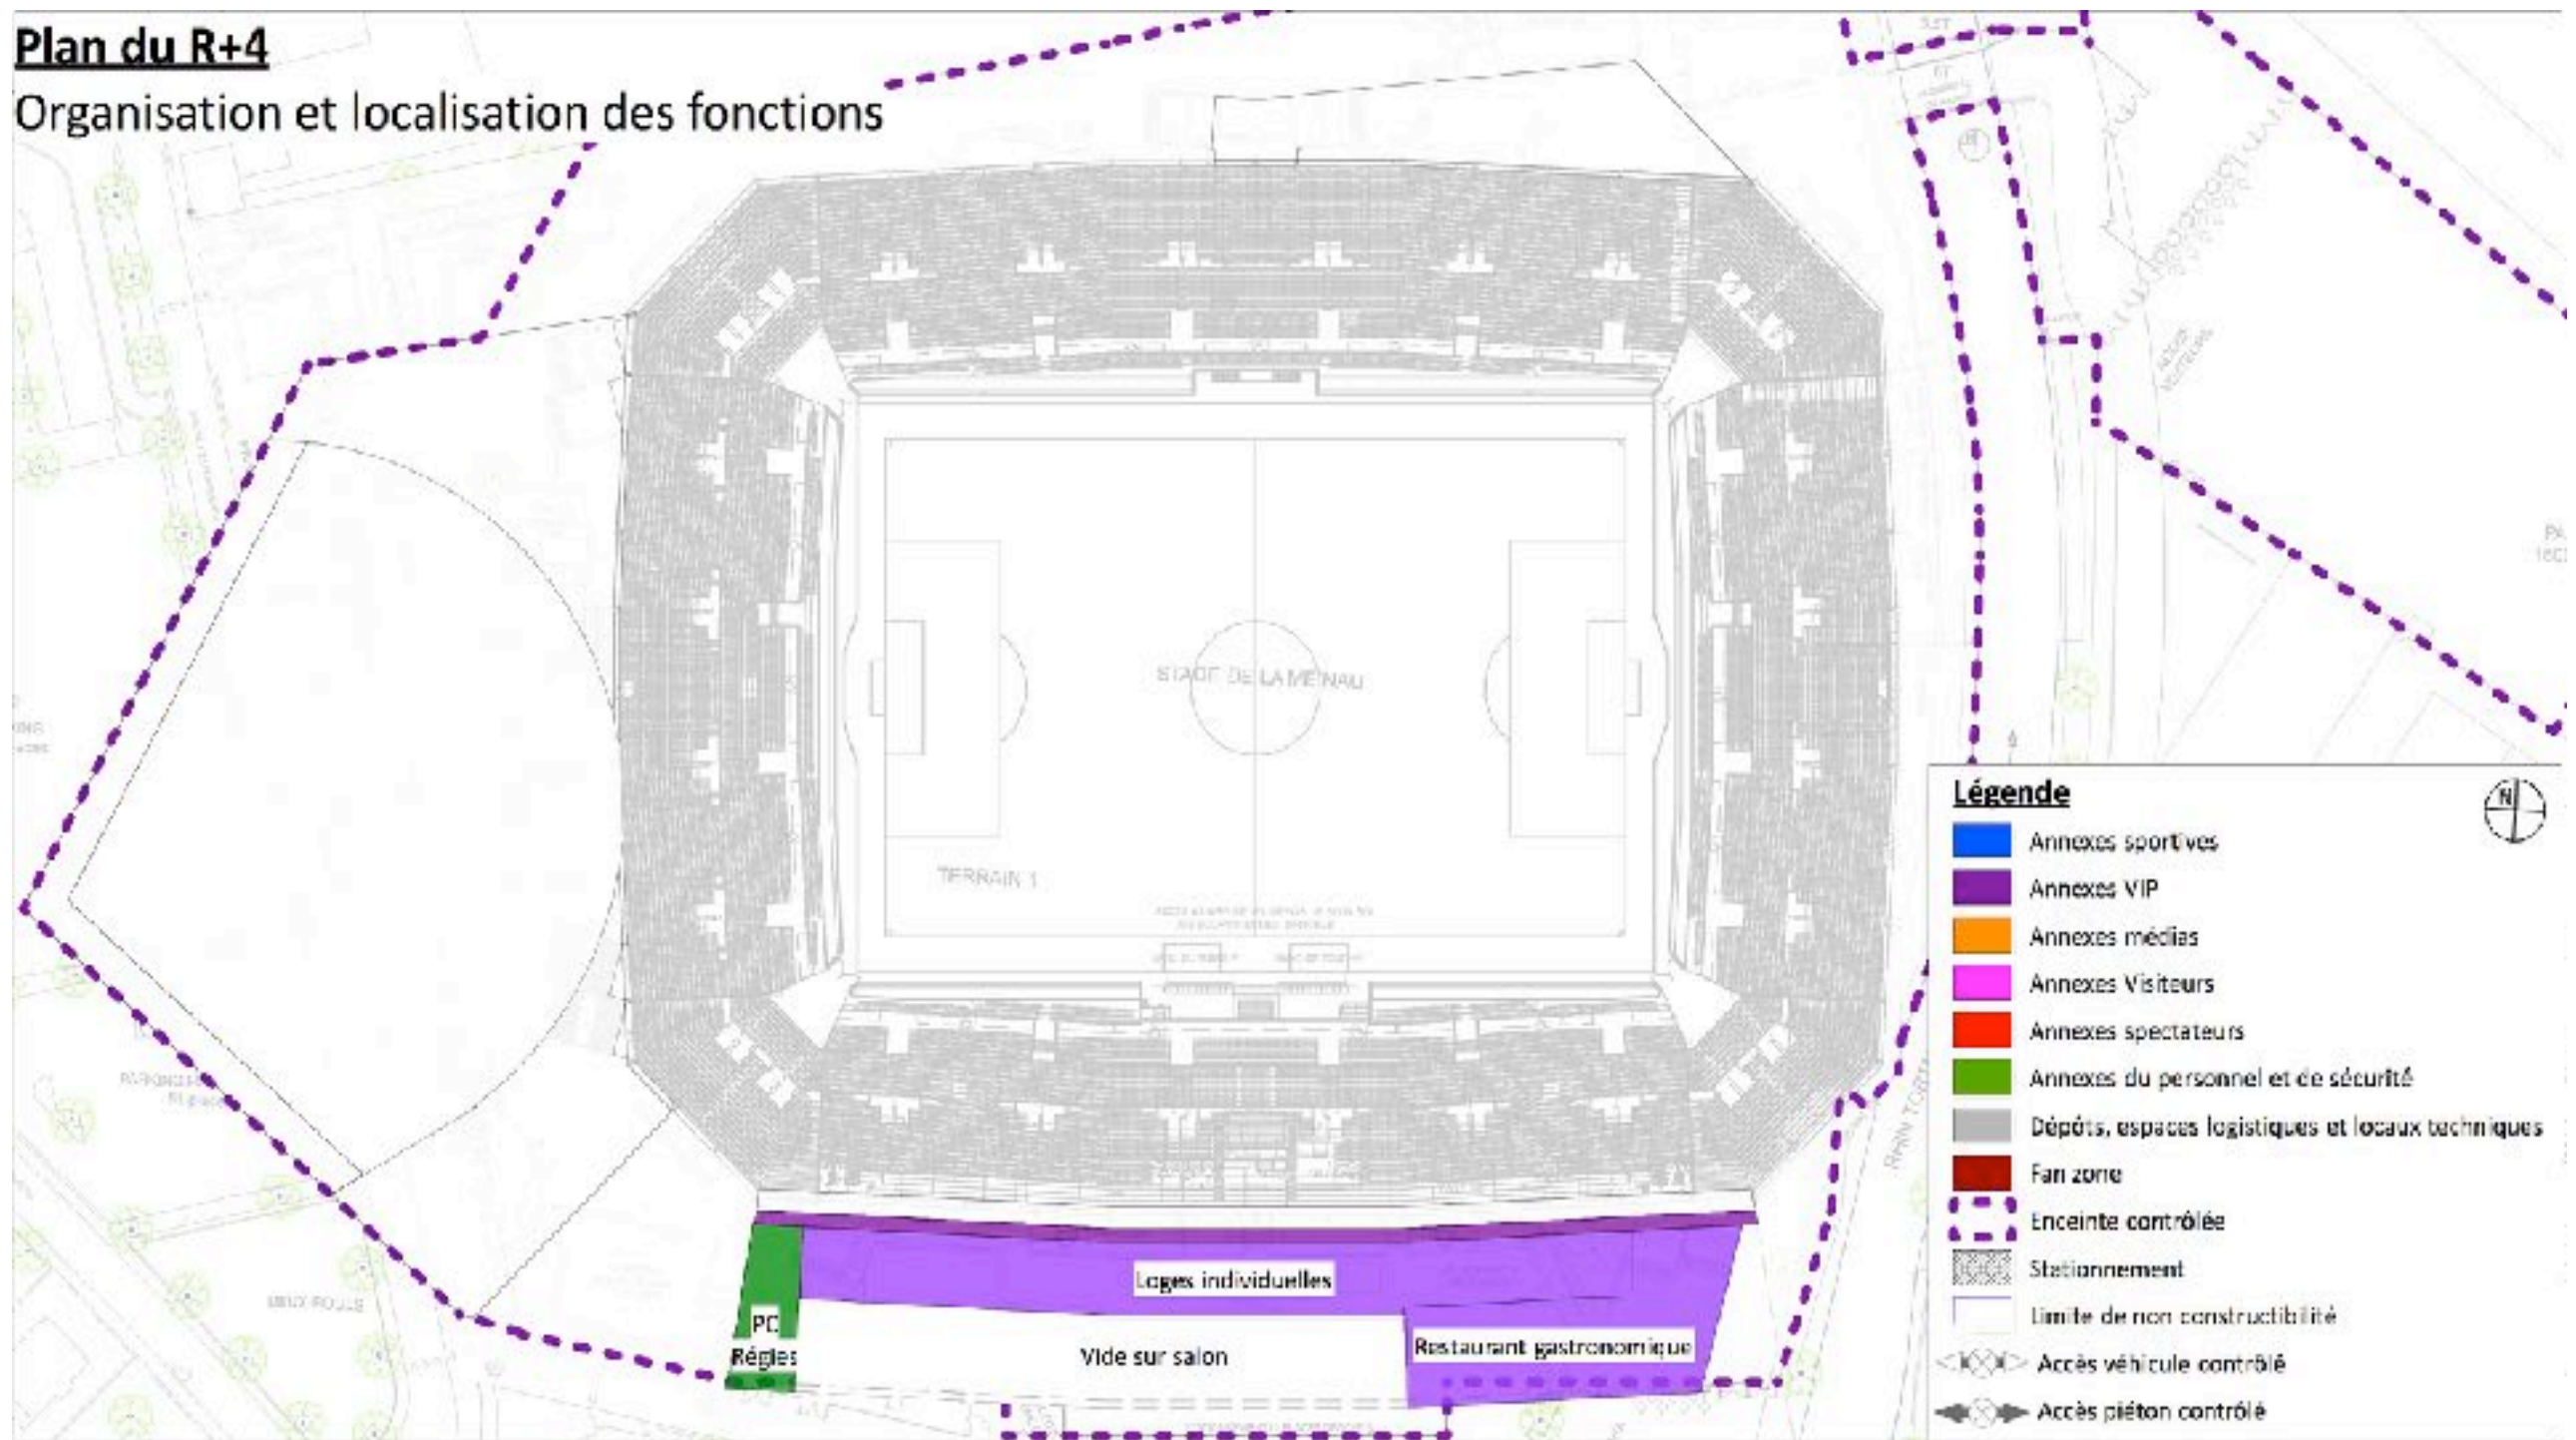 Plan du R+4
Organisation et localisation des fonctions
STADE DE LA MEINAU
TERRAIN 1
Loges individuelles
PC
Régies
Vide sur salon
Restaurant gastronomique
Légende
N
Annexes sportives
Annexes VIP
Annexes médias
Annexes Visiteurs
Annexes spectateurs
Annexes du personnel et de sécurité
Dépôts, espaces logistiques et locaux techniques
Fan zone
Enceinte contrôlée
Stationnement
Limite de non constructibilité
Accès véhicule contrôlé
Accès piéton contrôlé